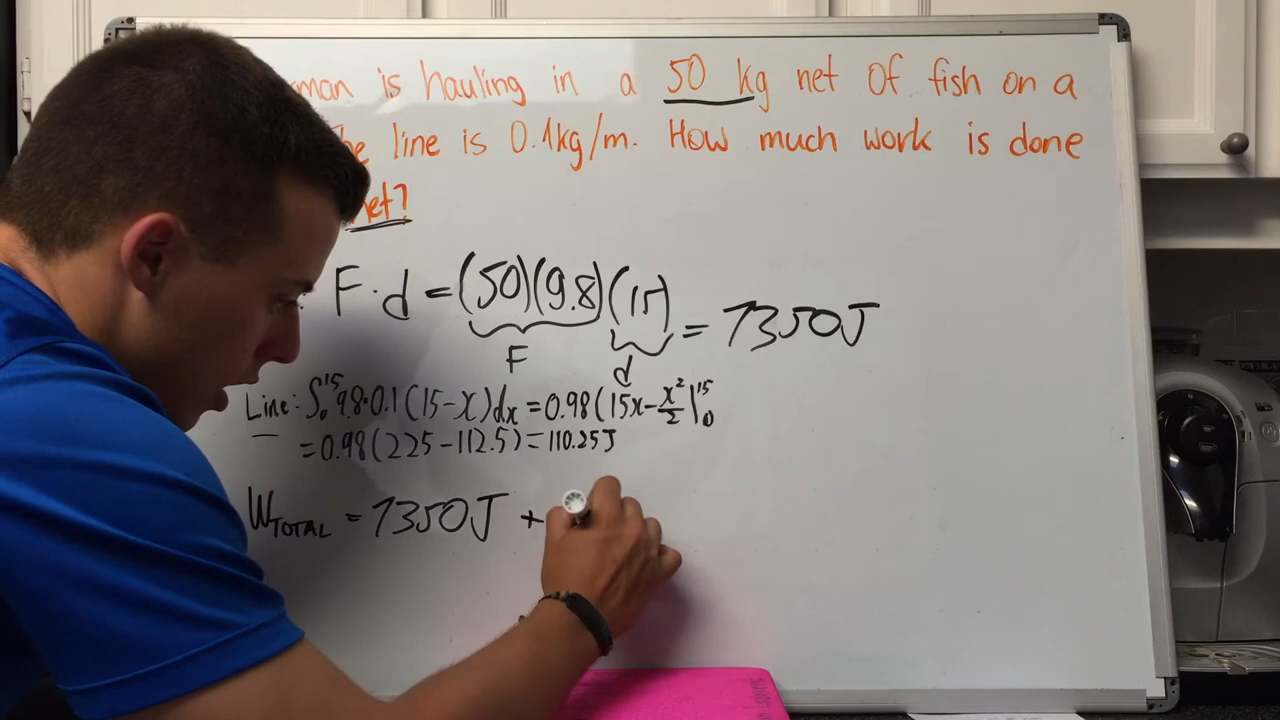 is hauling in a 50 kg net of fish on a
line is 0.1kg/m. How much work is done
net?
F·d = (50)(9.8)(15) = 7350J
F d
Line: ∫₀¹⁵ 9.8·0.1(15-x)dx = 0.98(15x-x²/2|₀¹⁵
= 0.98(225-112.5) = 110.25J
W_TOTAL = 7350J +